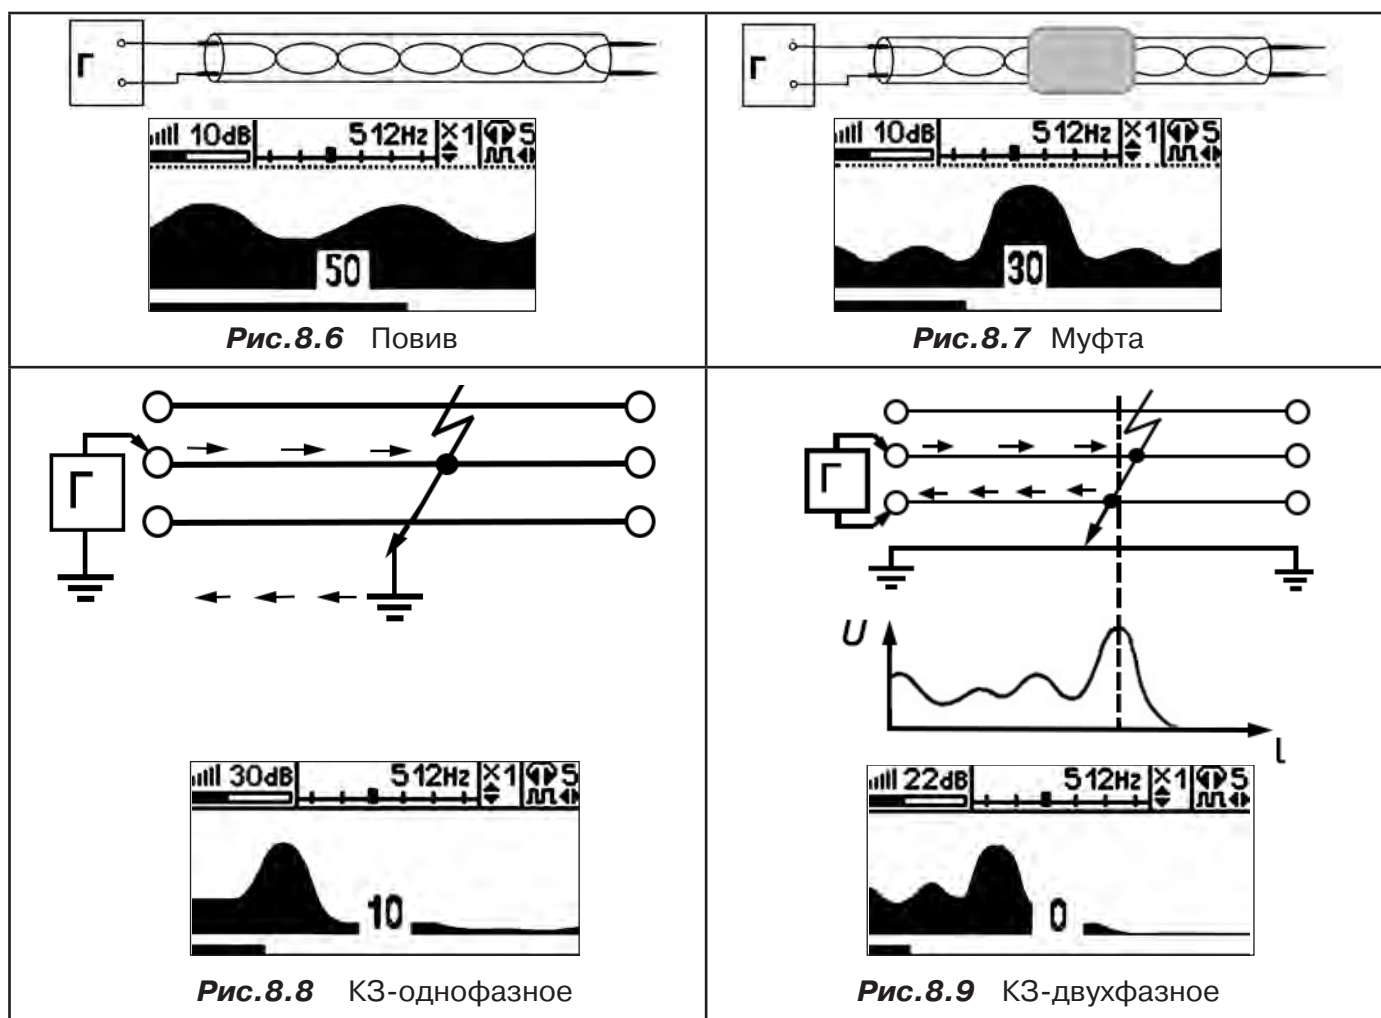 Г
10dB 512Hz ×1 5
50
Рис.8.6 Повив
Г
10dB 512Hz ×1 5
30
Рис.8.7 Муфта
Г
30dB 512Hz ×1 5
10
Рис.8.8 КЗ-однофазное
Г
U
l
22dB 512Hz ×1 5
0
Рис.8.9 КЗ-двухфазное